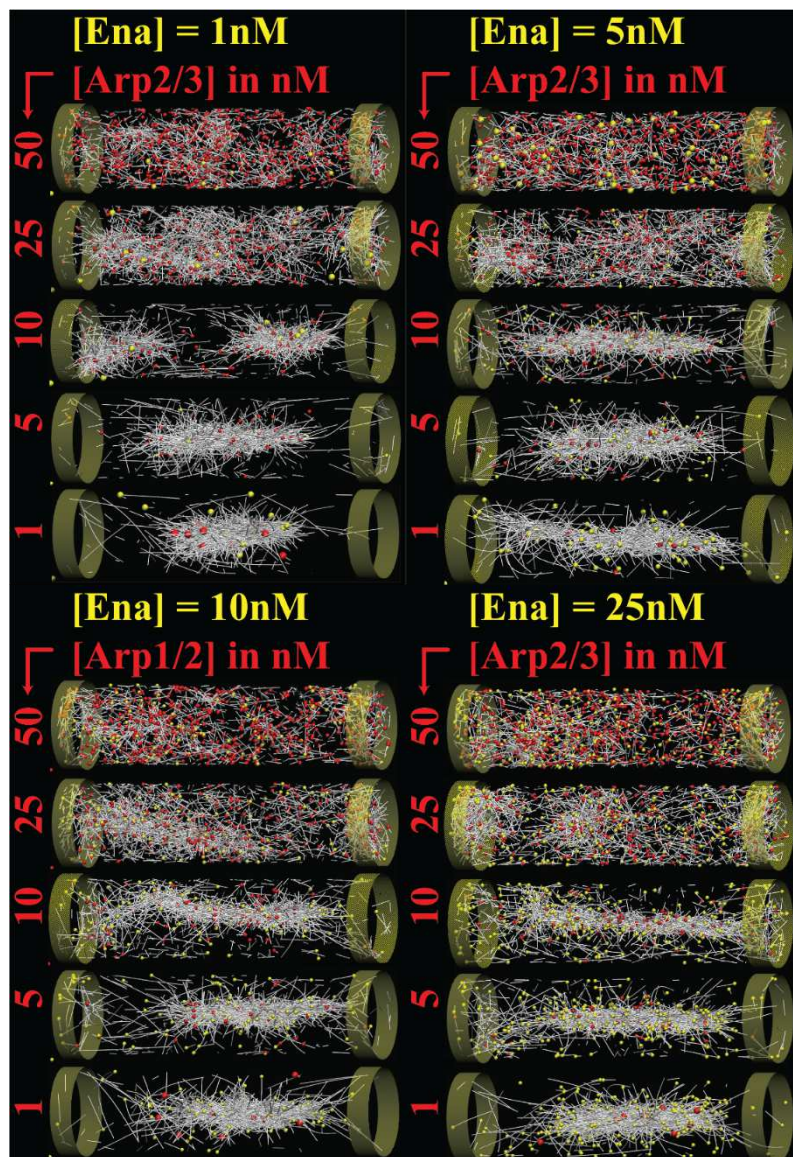 [Ena] = 1nM
[Arp2/3] in nM
50
25
10
5
1
[Ena] = 5nM
[Arp2/3] in nM
50
25
10
5
1
[Ena] = 10nM
[Arp1/2] in nM
50
25
10
5
1
[Ena] = 25nM
[Arp2/3] in nM
50
25
10
5
1